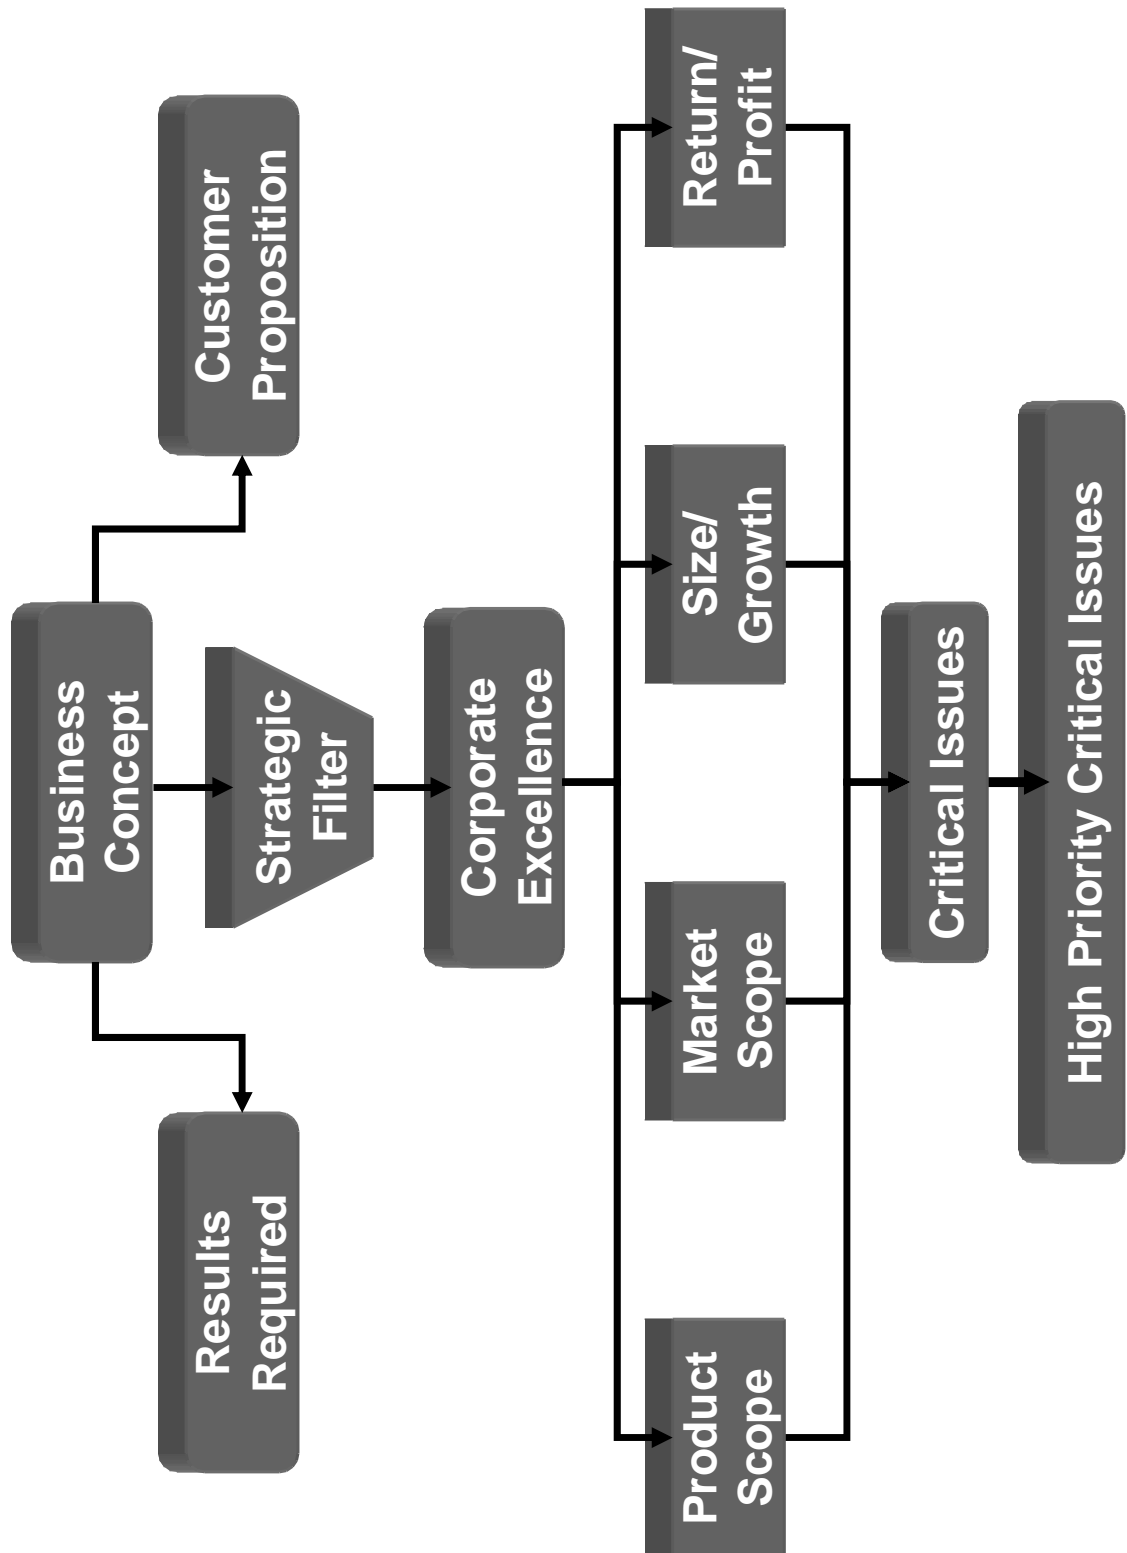 Business
Concept
Results
Required
Strategic
Filter
Customer
Proposition
Corporate
Excellence
Product
Scope
Market
Scope
Size/
Growth
Return/
Profit
Critical Issues
High Priority Critical Issues